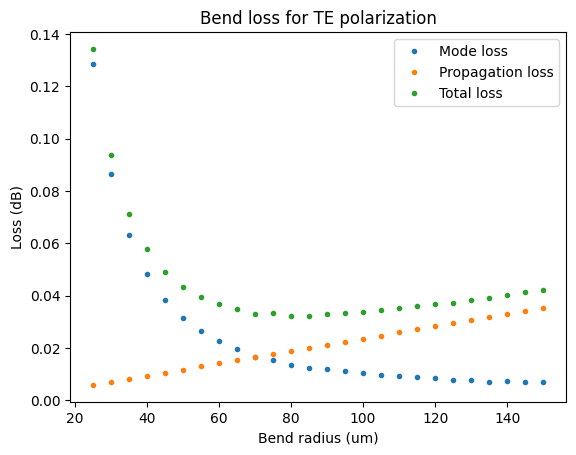 Bend loss for TE polarization
Mode loss
Propagation loss
Total loss
0.14
0.12
0.10
0.08
0.06
0.04
0.02
0.00
Loss (dB)
20 40 60 80 100 120 140
Bend radius (um)